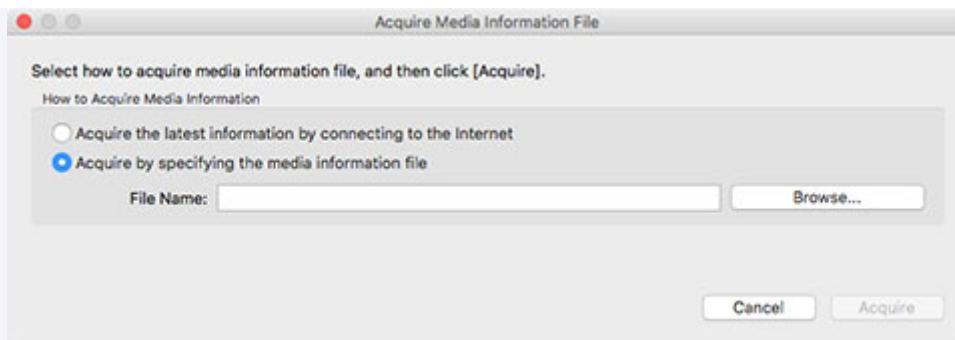 Acquire Media Information File
Select how to acquire media information file, and then click [Acquire].
How to Acquire Media Information
Acquire the latest information by connecting to the Internet
Acquire by specifying the media information file
File Name:
Browse...
Cancel
Acquire